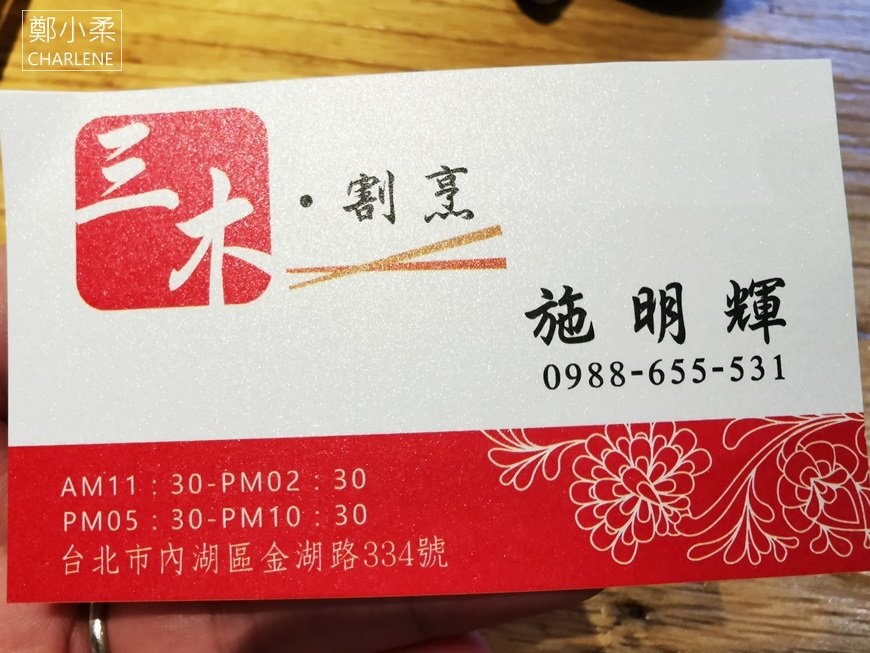 鄭小柔
CHARLENE
三木・割烹
施明輝
0988-655-531
AM11：30-PM02：30
PM05：30-PM10：30
台北市內湖區金湖路334號